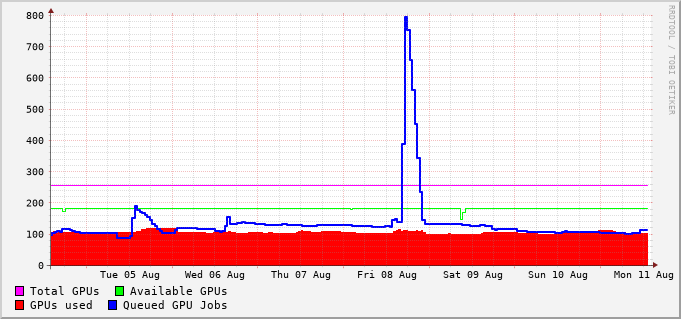 800
700
600
500
400
300
200
100
0
Tue 05 Aug Wed 06 Aug Thu 07 Aug Fri 08 Aug Sat 09 Aug Sun 10 Aug Mon 11 Aug
Total GPUs Available GPUs
GPUs used Queued GPU Jobs
RRDTOOL / TOBI OETIKER